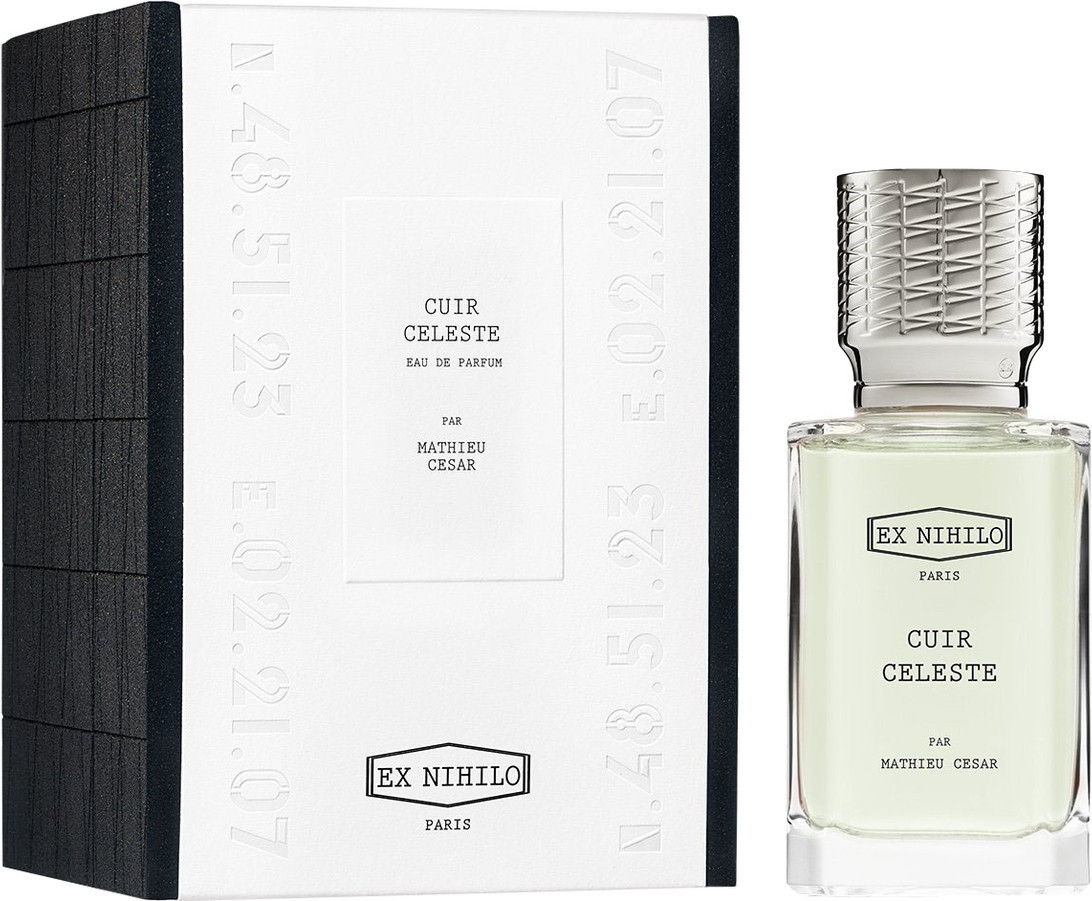 N.48.51.23 E.02.21.07
N.48.51.23 E.02.21.07
CUIR
CELESTE
EAU DE PARFUM
PAR
MATHIEU
CESAR
EX NIHILO
PARIS
EX NIHILO
PARIS
CUIR
CELESTE
PAR
MATHIEU CESAR